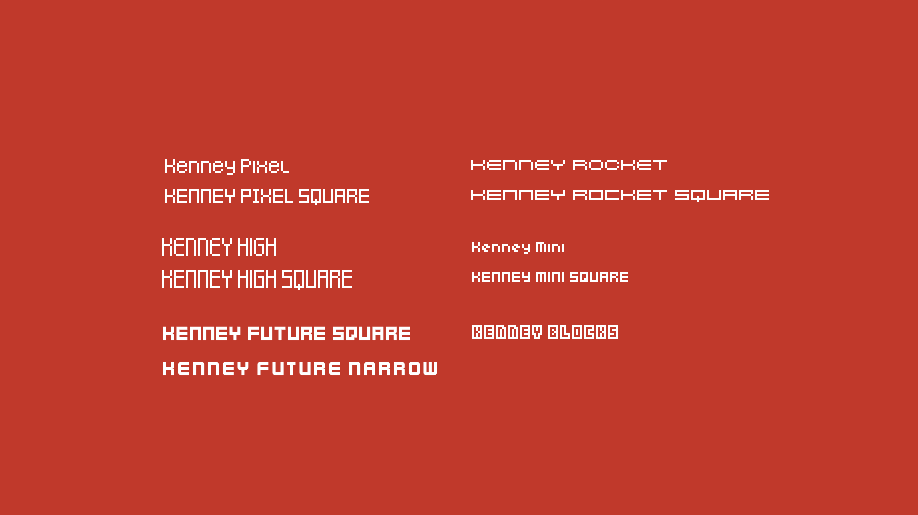 Kenney Pixel
KENNEY PIXEL SQUARE
KENNEY HIGH
KENNEY HIGH SQUARE
KENNEY FUTURE SQUARE
KENNEY FUTURE NARROW
KENNEY ROCKET
KENNEY ROCKET SQUARE
Kenney Mini
KENNEY MINI SQUARE
KENNEY BLOCKS